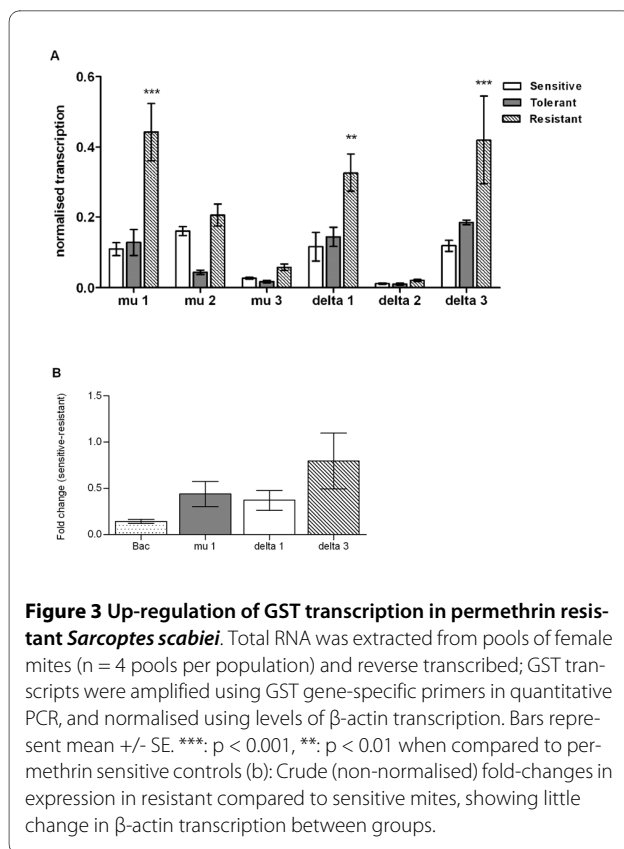 A
normalised transcription
0.6
0.4
0.2
0.0
***
**
***
Sensitive
Tolerant
Resistant
mu 1 mu 2 mu 3 delta 1 delta 2 delta 3
B
Fold change (sensitive-resistant)
1.5
1.0
0.5
0.0
Bac mu 1 delta 1 delta 3
Figure 3 Up-regulation of GST transcription in permethrin resis-
tant Sarcoptes scabiei. Total RNA was extracted from pools of female
mites (n = 4 pools per population) and reverse transcribed; GST tran-
scripts were amplified using GST gene-specific primers in quantitative
PCR, and normalised using levels of β-actin transcription. Bars repre-
sent mean +/- SE. ***: p < 0.001, **: p < 0.01 when compared to per-
methrin sensitive controls (b): Crude (non-normalised) fold-changes in
expression in resistant compared to sensitive mites, showing little
change in β-actin transcription between groups.